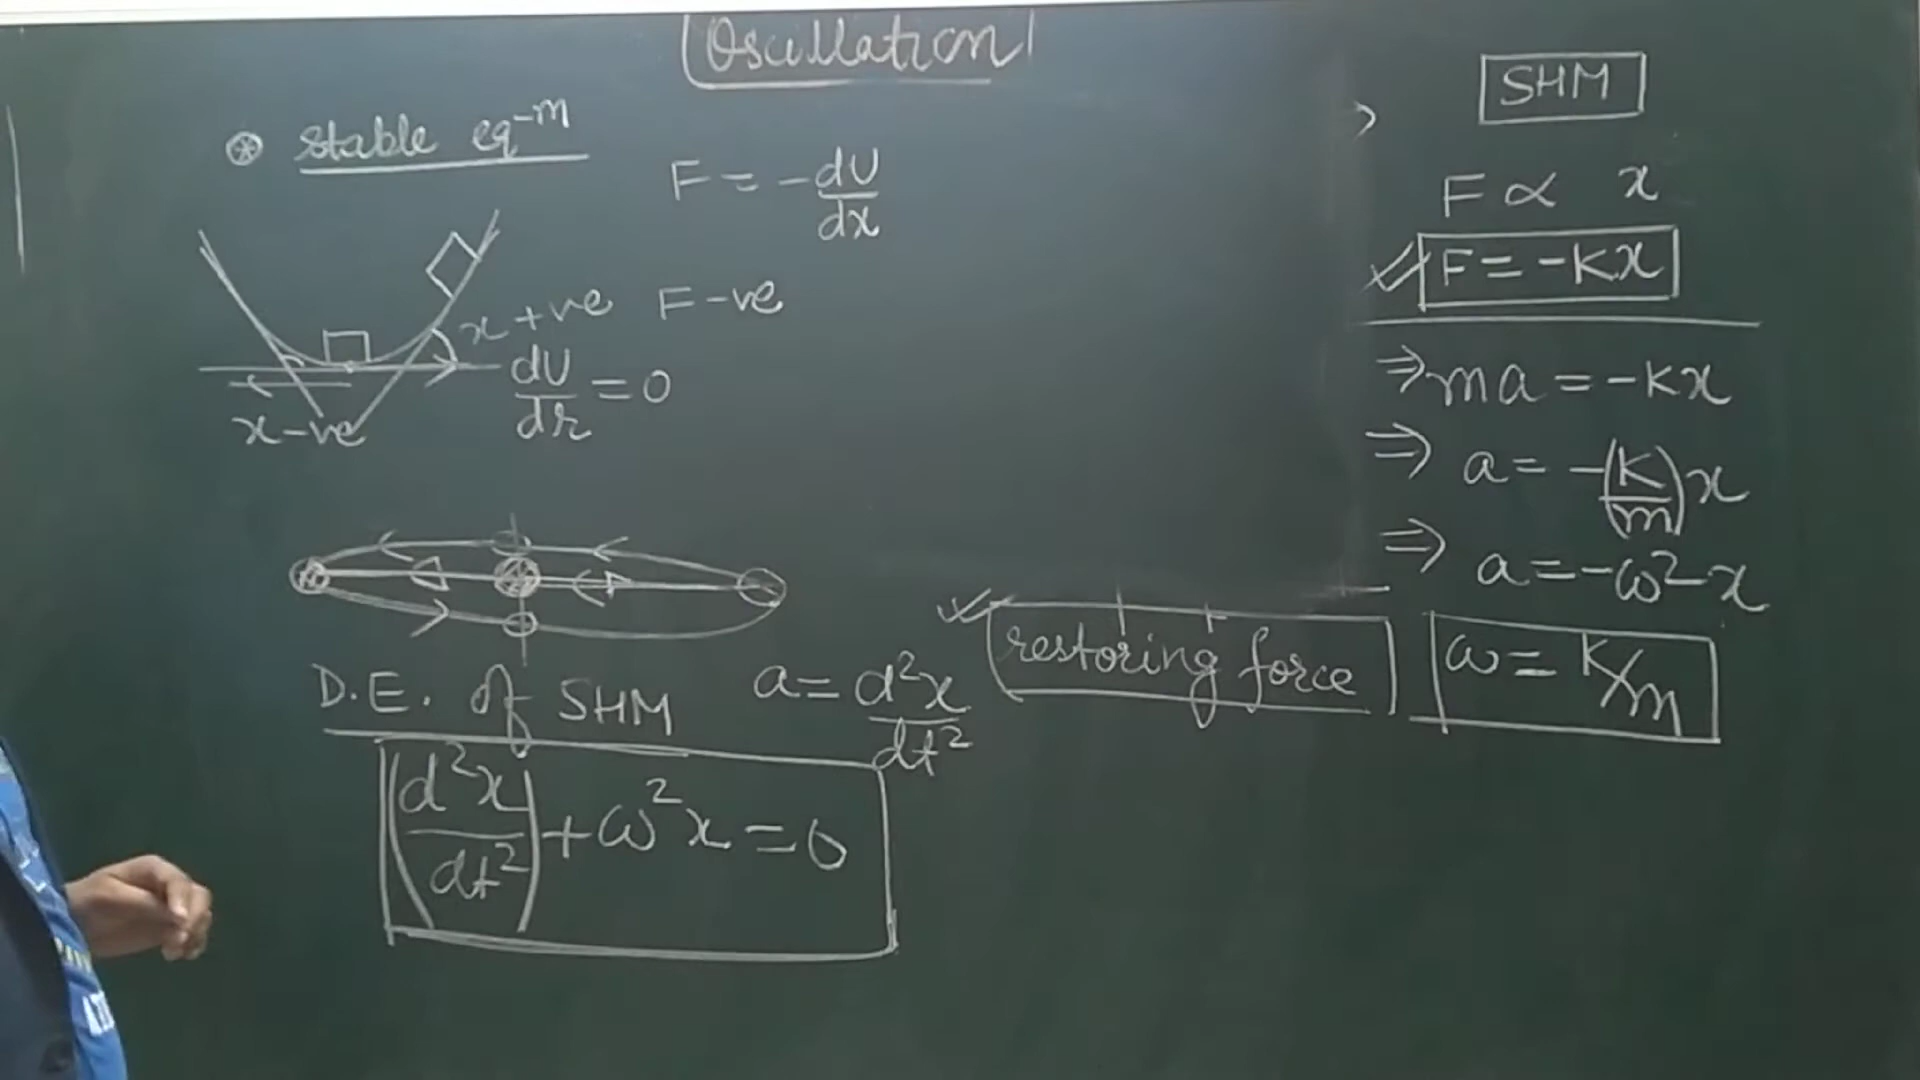 Oscillation
stable eq-m
F = -dU/dx
x +ve F -ve
dU/dr = 0
x -ve
D.E. of SHM a = d²x/dt²
(d²x/dt²) + ω²x = 0
restoring force
SHM
F ∝ x
F = -Kx
⇒ ma = -Kx
⇒ a = -(K/m)x
⇒ a = -ω²x
ω = K/m